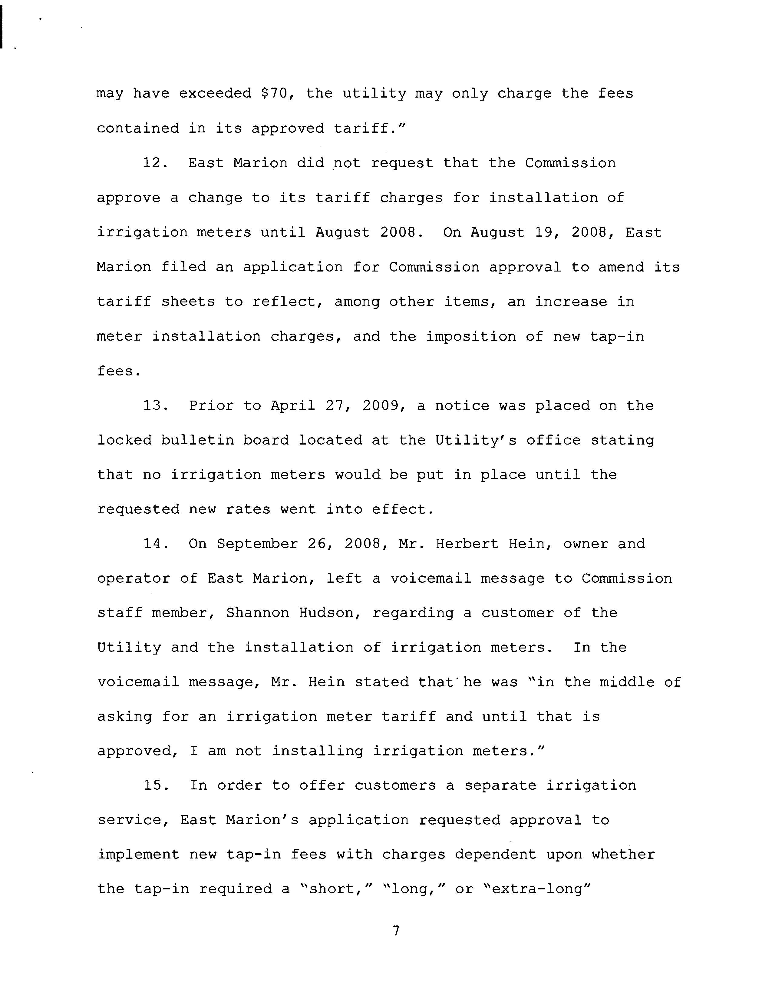 may have exceeded $70, the utility may only charge the fees
contained in its approved tariff."
12. East Marion did not request that the Commission
approve a change to its tariff charges for installation of
irrigation meters until August 2008. On August 19, 2008, East
Marion filed an application for Commission approval to amend its
tariff sheets to reflect, among other items, an increase in
meter installation charges, and the imposition of new tap-in
fees.
13. Prior to April 27, 2009, a notice was placed on the
locked bulletin board located at the Utility's office stating
that no irrigation meters would be put in place until the
requested new rates went into effect.
14. On September 26, 2008, Mr. Herbert Hein, owner and
operator of East Marion, left a voicemail message to Commission
staff member, Shannon Hudson, regarding a customer of the
Utility and the installation of irrigation meters. In the
voicemail message, Mr. Hein stated that he was "in the middle of
asking for an irrigation meter tariff and until that is
approved, I am not installing irrigation meters."
15. In order to offer customers a separate irrigation
service, East Marion's application requested approval to
implement new tap-in fees with charges dependent upon whether
the tap-in required a "short," "long," or "extra-long"
7